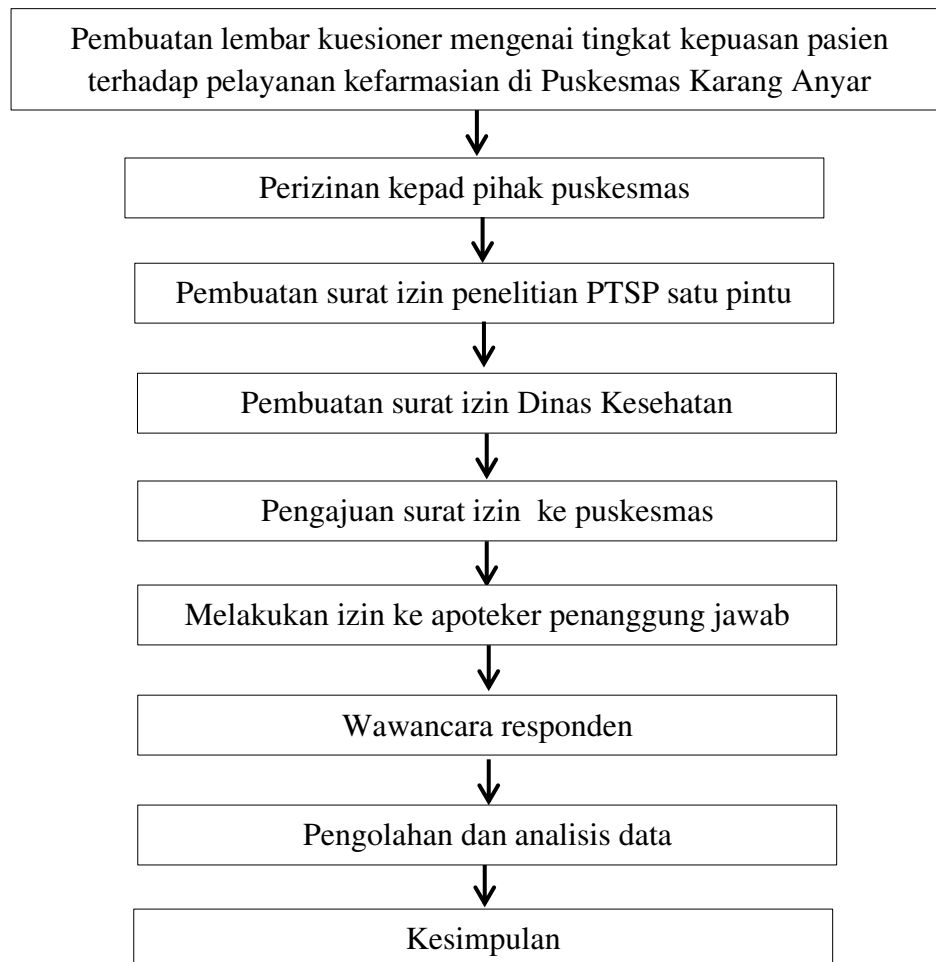 Pembuatan lembar kuesioner mengenai tingkat kepuasan pasien
terhadap pelayanan kefarmasian di Puskesmas Karang Anyar
Perizinan kepad pihak puskesmas
Pembuatan surat izin penelitian PTSP satu pintu
Pembuatan surat izin Dinas Kesehatan
Pengajuan surat izin  ke puskesmas
Melakukan izin ke apoteker penanggung jawab
Wawancara responden
Pengolahan dan analisis data
Kesimpulan